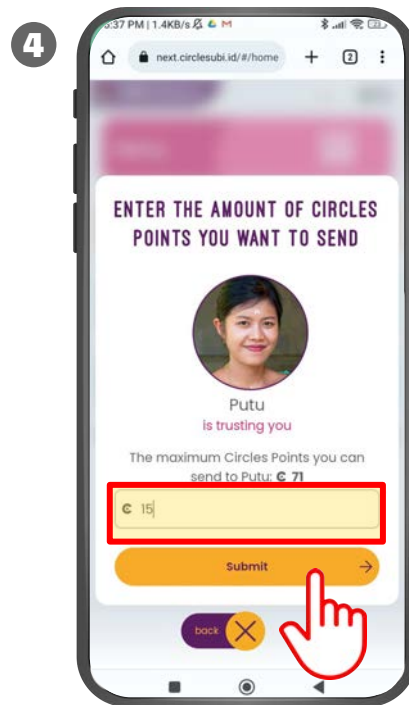 4
5:37 PM | 1.4KB/s
next.circlesubi.id/#/home
2
ENTER THE AMOUNT OF CIRCLES
POINTS YOU WANT TO SEND
Putu
is trusting you
The maximum Circles Points you can
send to Putu: ₢ 71
₢ 15
Submit
back